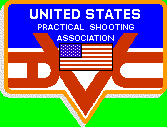 UNITED STATES
PRACTICAL SHOOTING
ASSOCIATION
DVC